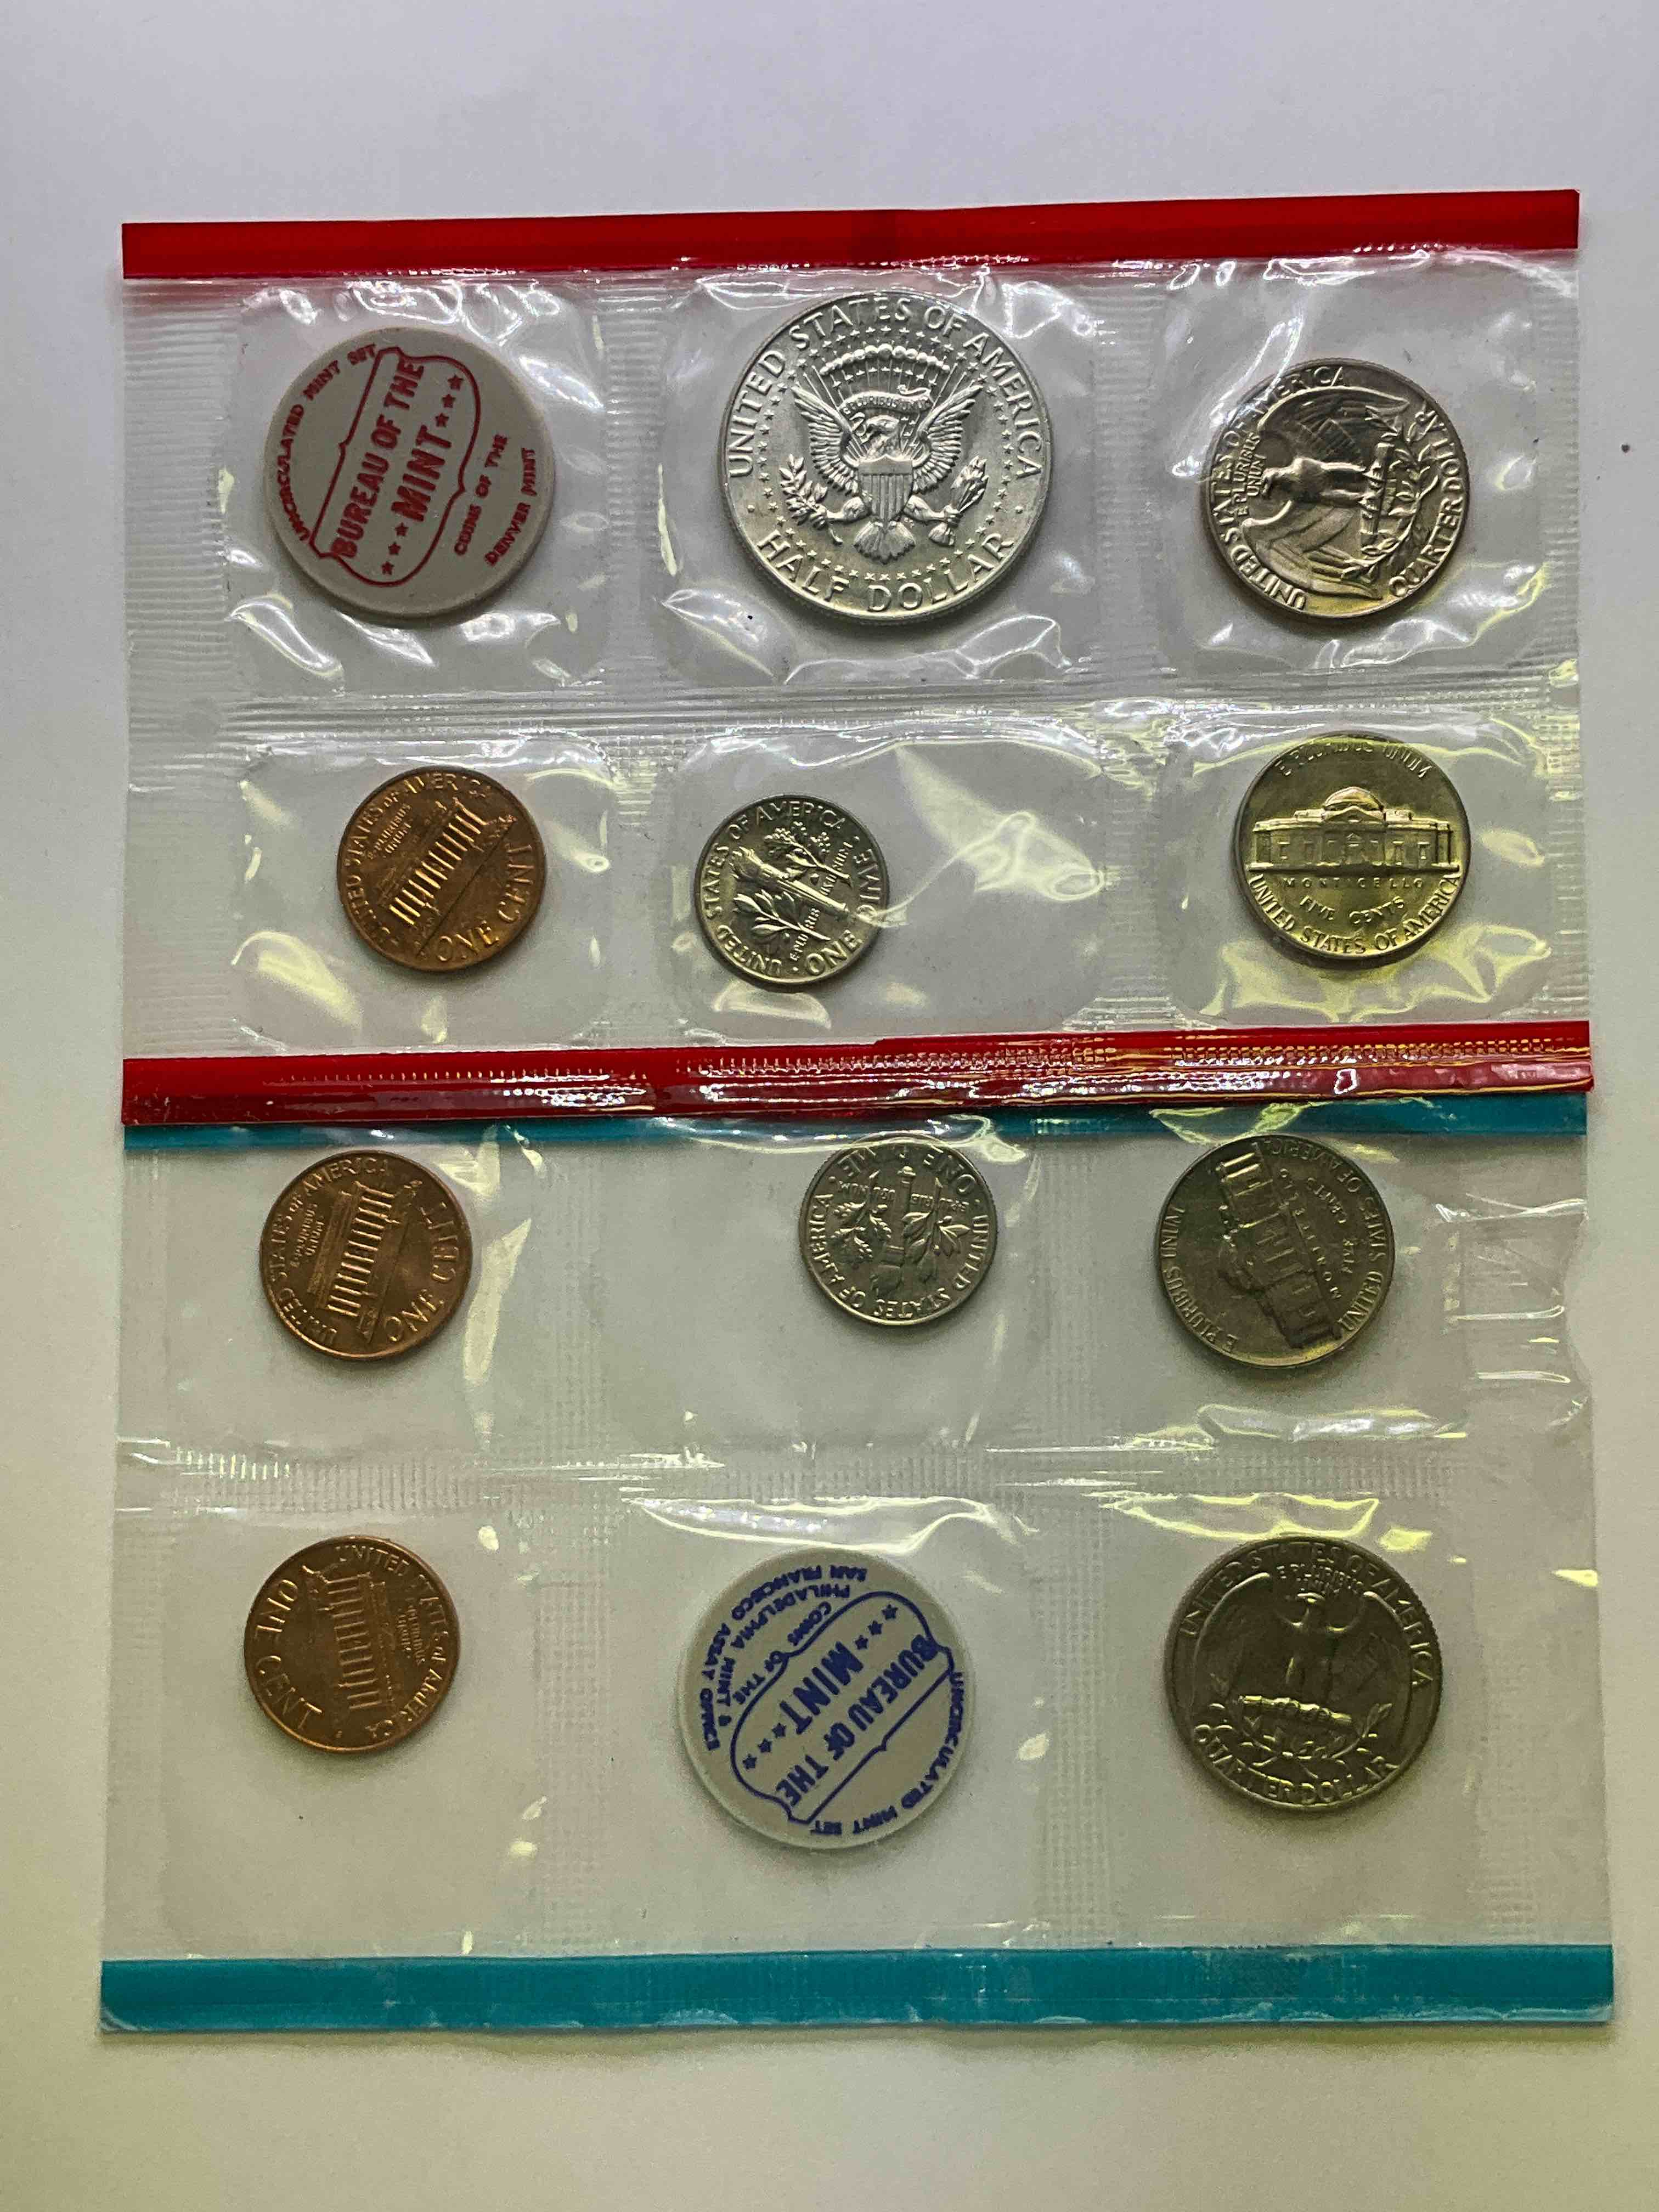 UNCIRCULATED MINT SET
BUREAU OF THE
MINT
COINS OF THE
DENVER MINT
UNITED STATES OF AMERICA
E PLURIBUS UNUM
HALF DOLLAR
UNITED STATES OF AMERICA
E PLURIBUS
UNUM
QUARTER DOLLAR
UNITED STATES OF AMERICA
E PLURIBUS
UNUM
ONE CENT
UNITED STATES OF AMERICA
ONE DIME
E PLURIBUS UNUM
MONTICELLO
FIVE CENTS
UNITED STATES OF AMERICA
UNITED STATES OF AMERICA
E PLURIBUS
UNUM
ONE CENT
UNITED STATES OF AMERICA
ONE DIME
E PLURIBUS UNUM
MONTICELLO
FIVE CENTS
UNITED STATES OF AMERICA
UNITED STATES OF AMERICA
E PLURIBUS
UNUM
ONE CENT
UNCIRCULATED MINT SET
BUREAU OF THE
MINT
COINS OF THE
PHILADELPHIA MINT &
SAN FRANCISCO ASSAY OFFICE
UNITED STATES OF AMERICA
E PLURIBUS
UNUM
QUARTER DOLLAR